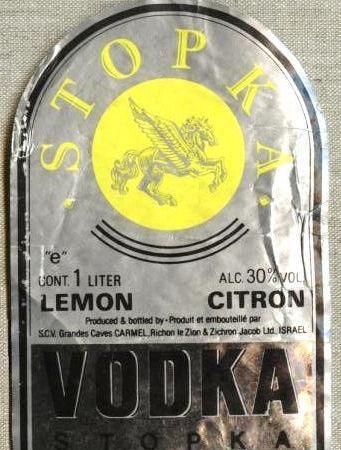 ·STOPKA·
"e"
CONT. 1 LITER ALC. 30% VOL.
LEMON CITRON
Produced & bottled by • Produit et embouteillé par
S.C.V. Grandes Caves CARMEL, Richon le Zion & Zichron Jacob Ltd. ISRAEL
VODKA
STOPKA